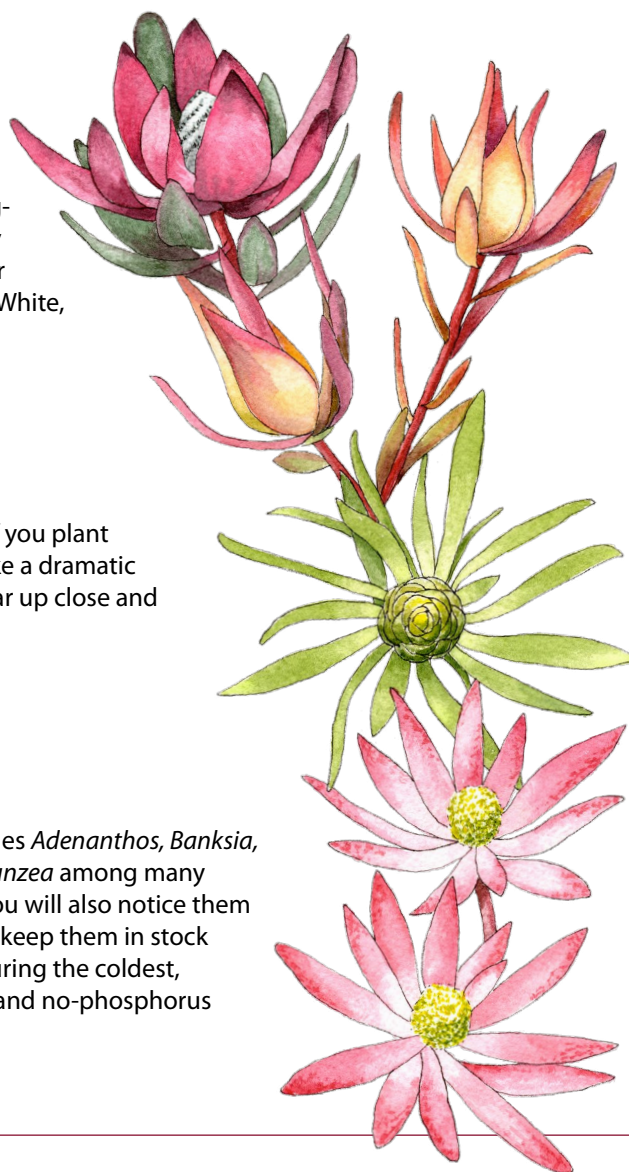 g-
r
White,
you plant
a dramatic
ar up close and
es Adenanthos, Banksia,
nzea among many
ou will also notice them
keep them in stock
uring the coldest,
and no-phosphorus